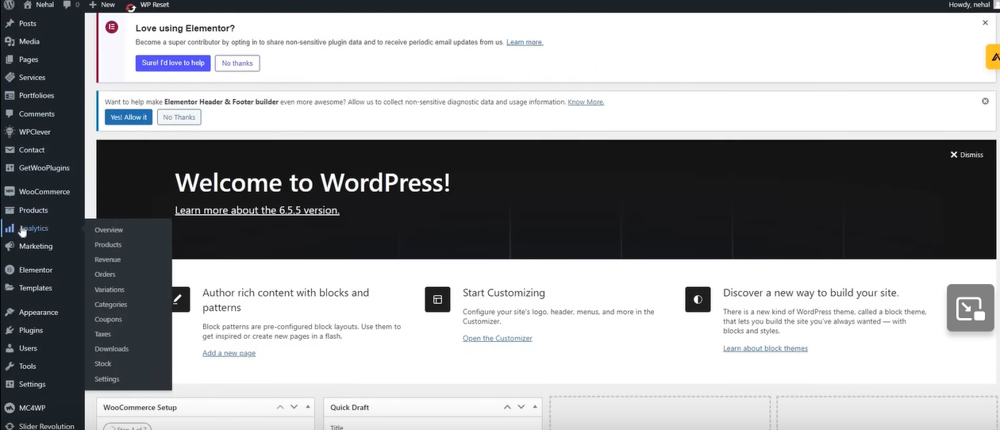 Nehal 0 New WP Reset Howdy, nehal
Posts
Media
Pages
Services
Portfolioes
Comments
WPClever
Contact
GetWooPlugins
WooCommerce
Products
Analytics
Marketing
Elementor
Templates
Appearance
Plugins
Users
Tools
Settings
MC4WP
Slider Revolution
Overview
Products
Revenue
Orders
Variations
Categories
Coupons
Taxes
Downloads
Stock
Settings
Love using Elementor?
Become a super contributor by opting in to share non-sensitive plugin data and to receive periodic email updates from us. Learn more.
Sure! I'd love to help No thanks
Want to help make Elementor Header & Footer builder even more awesome? Allow us to collect non-sensitive diagnostic data and usage information. Know More.
Yes! Allow it No Thanks
Dismiss
Welcome to WordPress!
Learn more about the 6.5.5 version.
Author rich content with blocks and
patterns
Block patterns are pre-configured block layouts. Use them to
get inspired or create new pages in a flash.
Add a new page
Start Customizing
Configure your site's logo, header, menus, and more in the
Customizer.
Open the Customizer
Discover a new way to build your site.
There is a new kind of WordPress theme, called a block theme,
that lets you build the site you've always wanted — with
blocks and styles.
Learn about block themes
WooCommerce Setup
Step 4 of 7
Quick Draft
Title